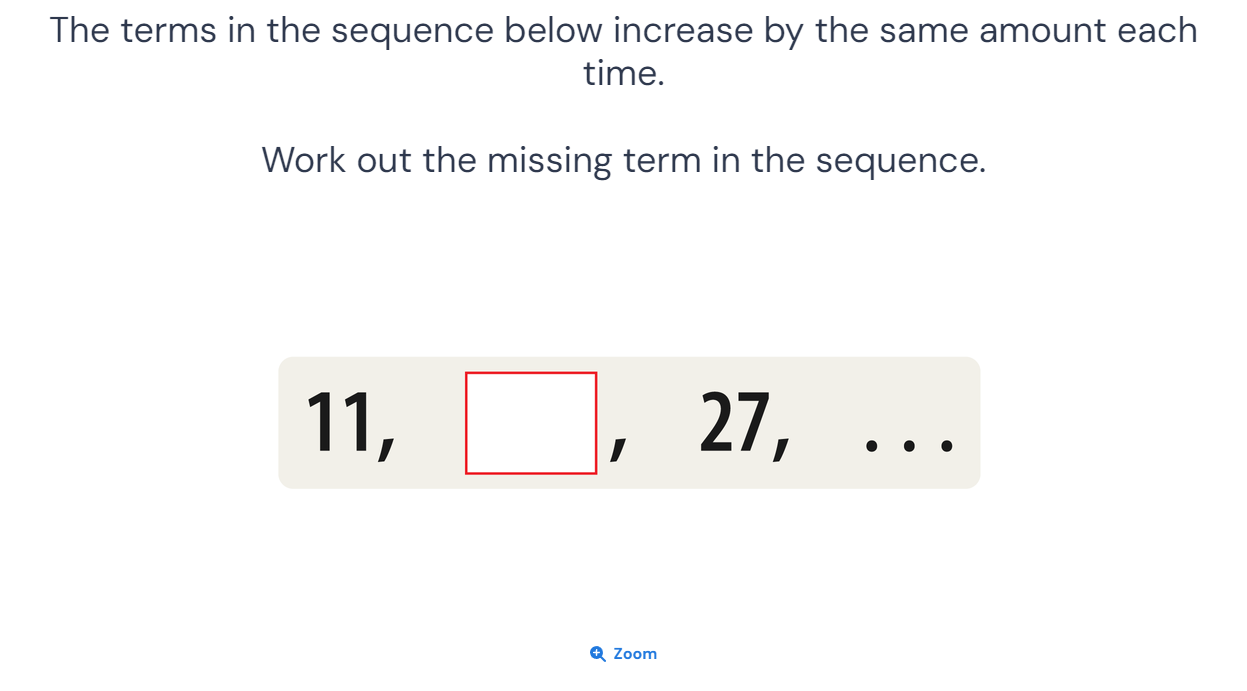 The terms in the sequence below increase by the same amount each
time.
Work out the missing term in the sequence.
11, , 27, ...
Zoom